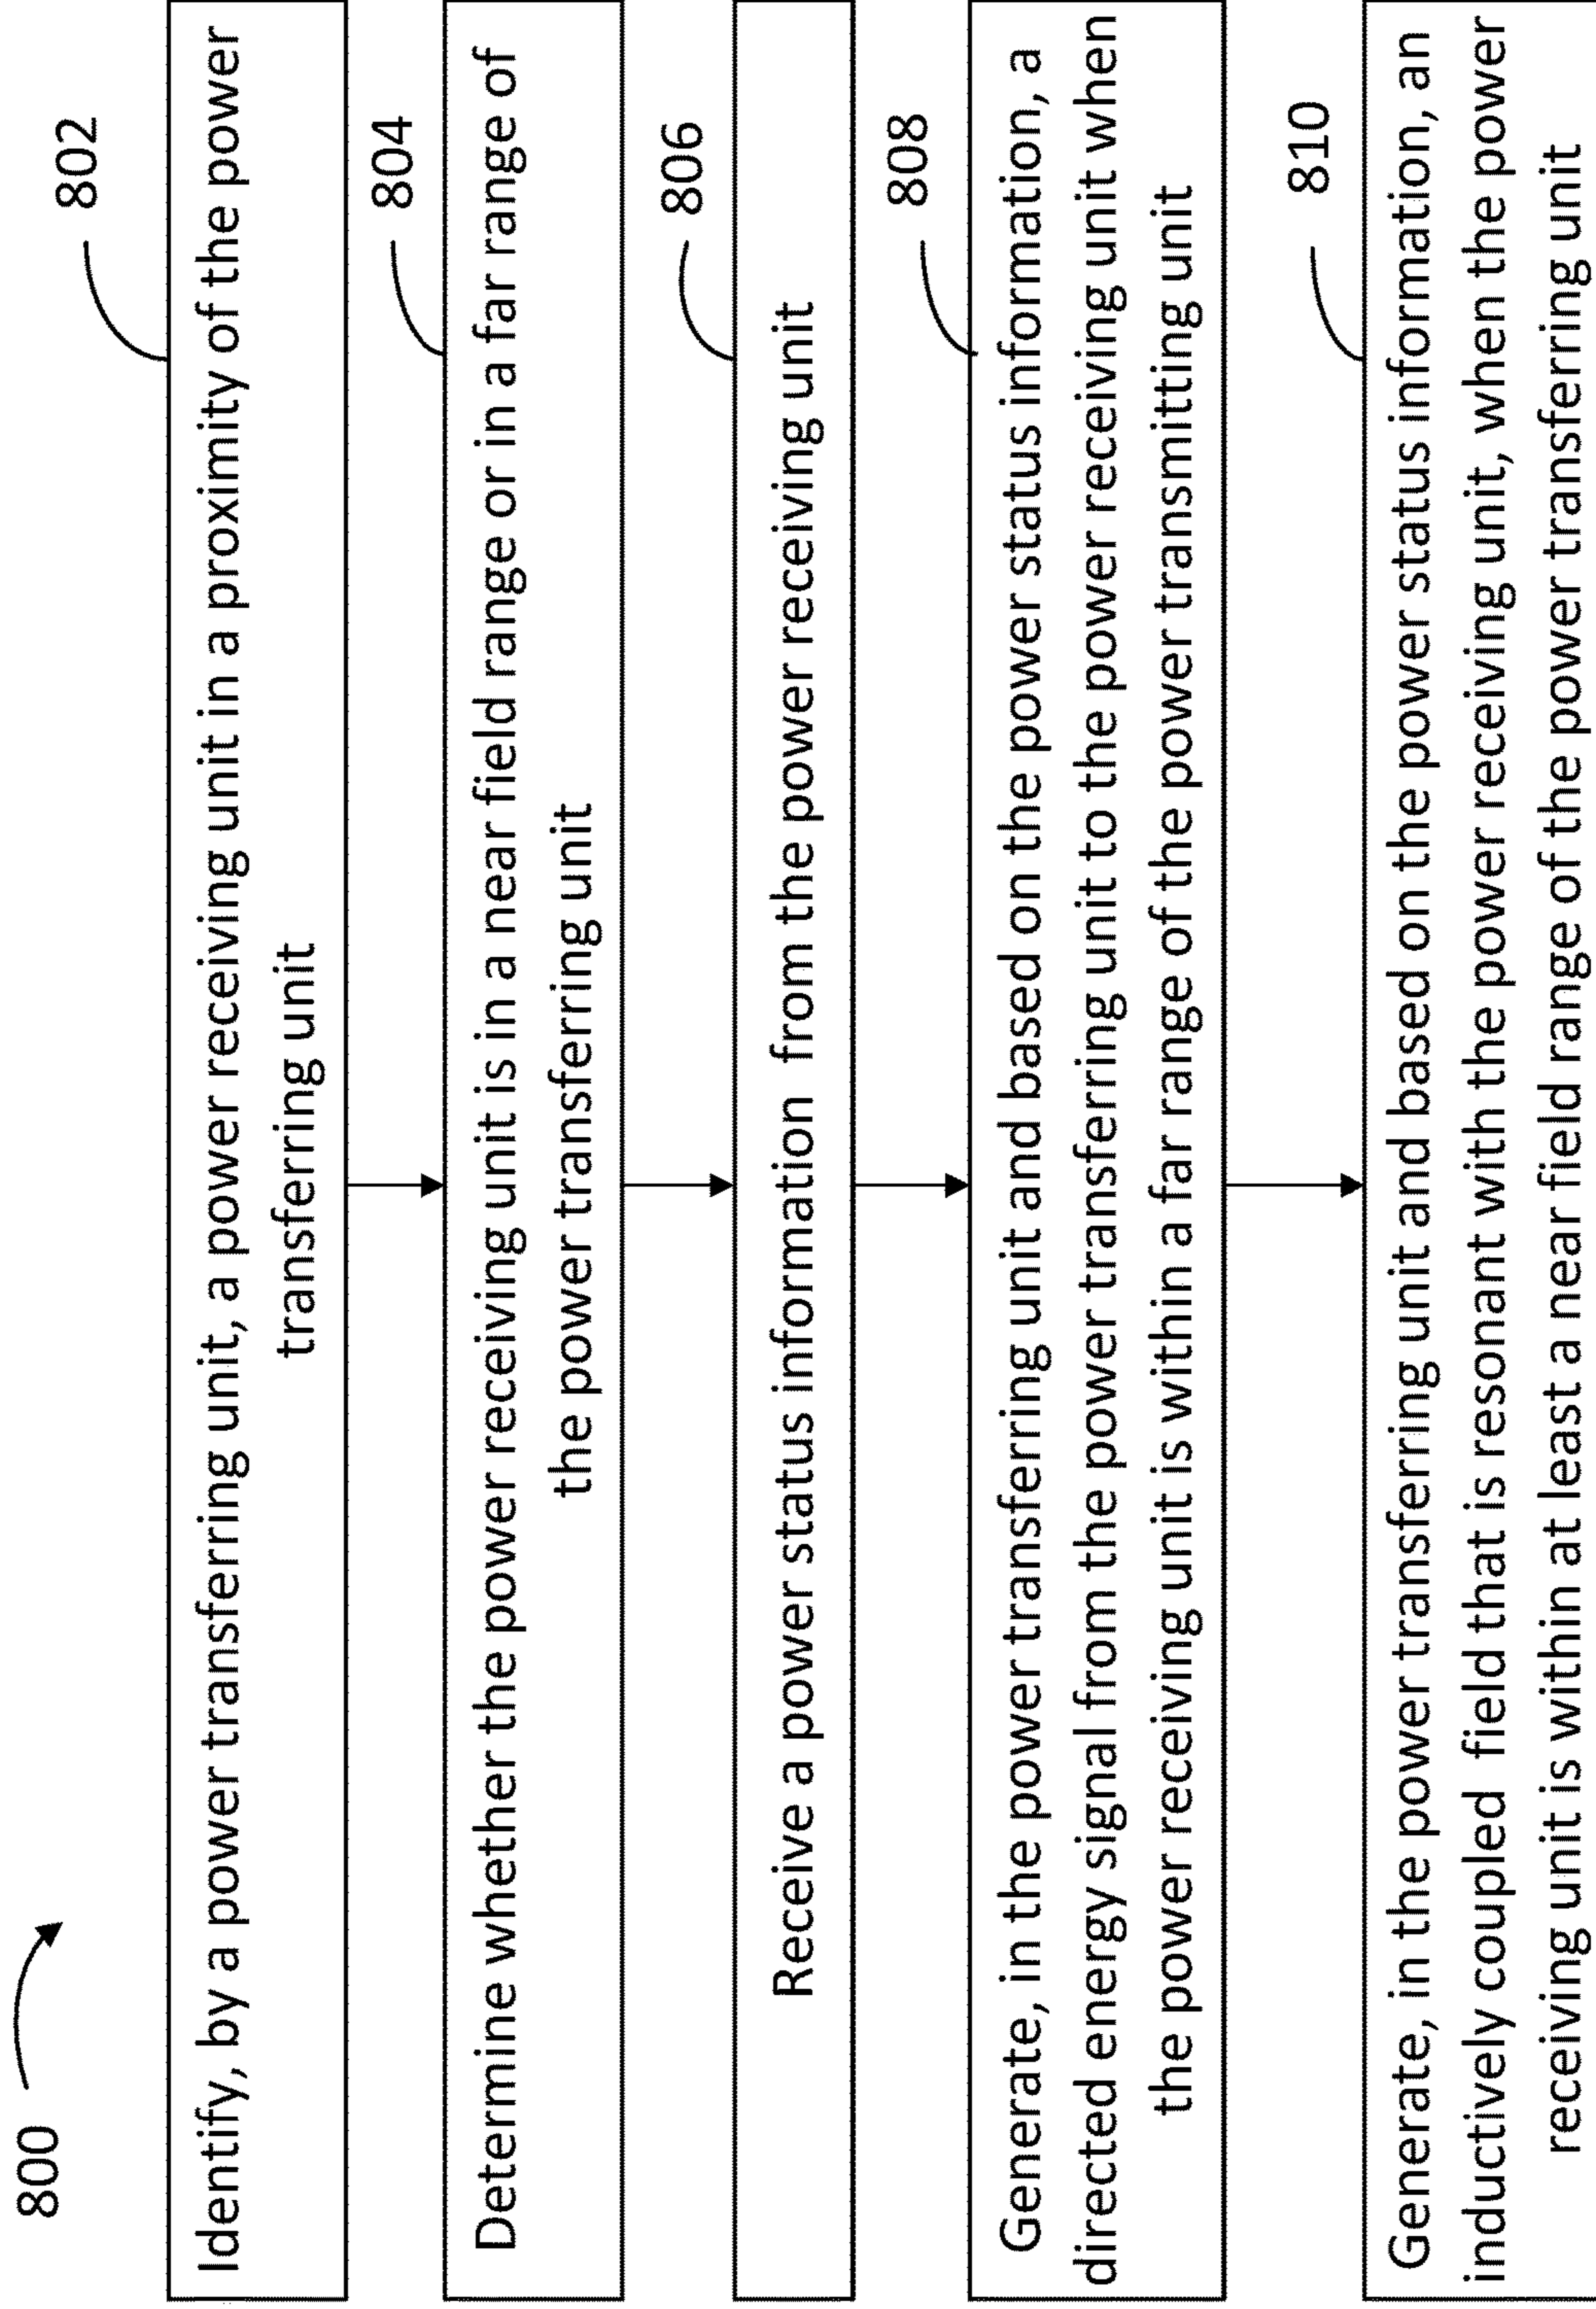 800
802
Identify, by a power transferring unit, a power receiving unit in a proximity of the power
transferring unit
804
Determine whether the power receiving unit is in a near field range or in a far range of
the power transferring unit
806
Receive a power status information from the power receiving unit
808
Generate, in the power transferring unit and based on the power status information, a
directed energy signal from the power transferring unit to the power receiving unit when
the power receiving unit is within a far range of the power transmitting unit
810
Generate, in the power transferring unit and based on the power status information, an
inductively coupled field that is resonant with the power receiving unit, when the power
receiving unit is within at least a near field range of the power transferring unit